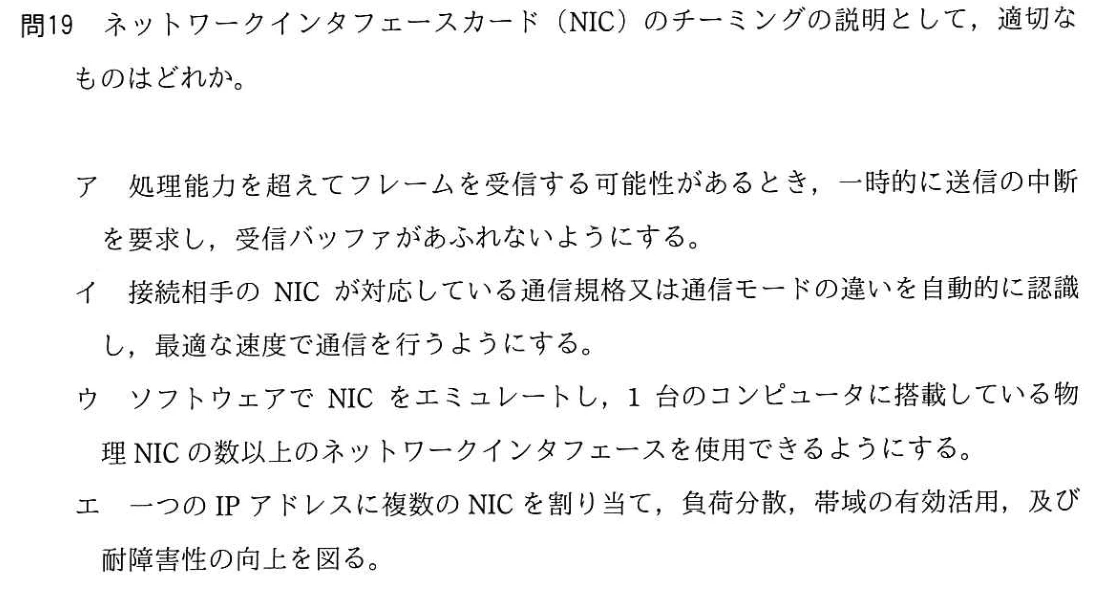 問19 ネットワークインタフェースカード(NIC)のチーミングの説明として,適切な
ものはどれか。
ア 処理能力を超えてフレームを受信する可能性があるとき,一時的に送信の中断
を要求し,受信バッファがあふれないようにする。
イ 接続相手の NIC が対応している通信規格又は通信モードの違いを自動的に認識
し,最適な速度で通信を行うようにする。
ウ ソフトウェアで NIC をエミュレートし,1 台のコンピュータに搭載している物
理 NIC の数以上のネットワークインタフェースを使用できるようにする。
エ 一つの IP アドレスに複数の NIC を割り当て,負荷分散,帯域の有効活用,及び
耐障害性の向上を図る。